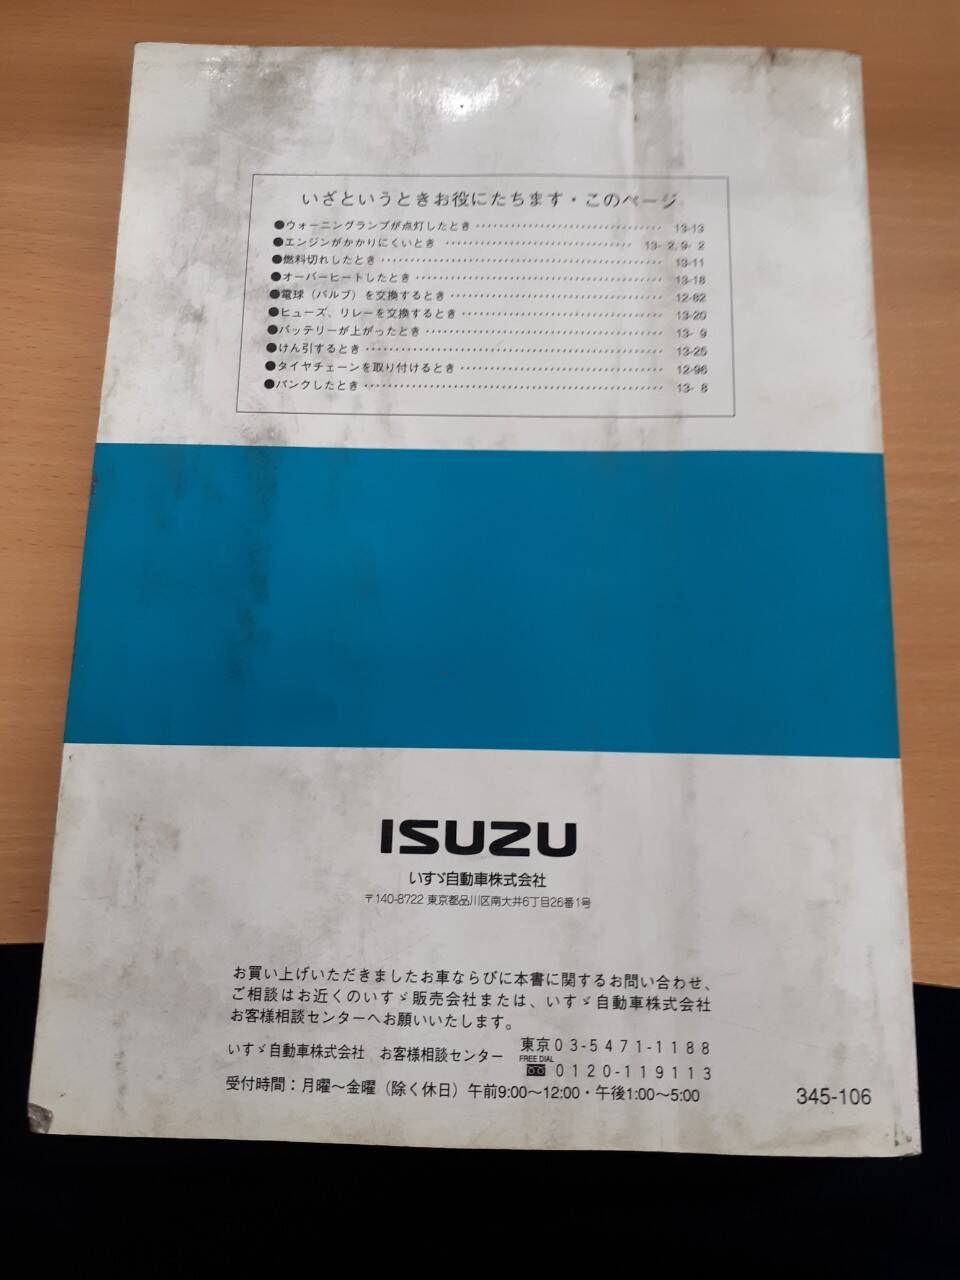 いざというときお役にたちます・このページ
●ウォーニングランプが点灯したとき 13-13
●エンジンがかかりにくいとき 13- 2, 9- 2
●燃料切れしたとき 13-11
●オーバーヒートしたとき 13-18
●電球（バルブ）を交換するとき 12-82
●ヒューズ、リレーを交換するとき 13-20
●バッテリーが上がったとき 13- 9
●けん引するとき 13-25
●タイヤチェーンを取り付けるとき 12-96
●パンクしたとき 13- 8
ISUZU
いすゞ自動車株式会社
〒140-8722 東京都品川区南大井6丁目26番1号
お買い上げいただきましたお車ならびに本書に関するお問い合わせ、
ご相談はお近くのいすゞ販売会社または、いすゞ自動車株式会社
お客様相談センターへお願いいたします。
いすゞ自動車株式会社 お客様相談センター 東京03-5471-1188
FREE DIAL
0120-119113
受付時間：月曜～金曜（除く休日）午前9:00～12:00・午後1:00～5:00
345-106